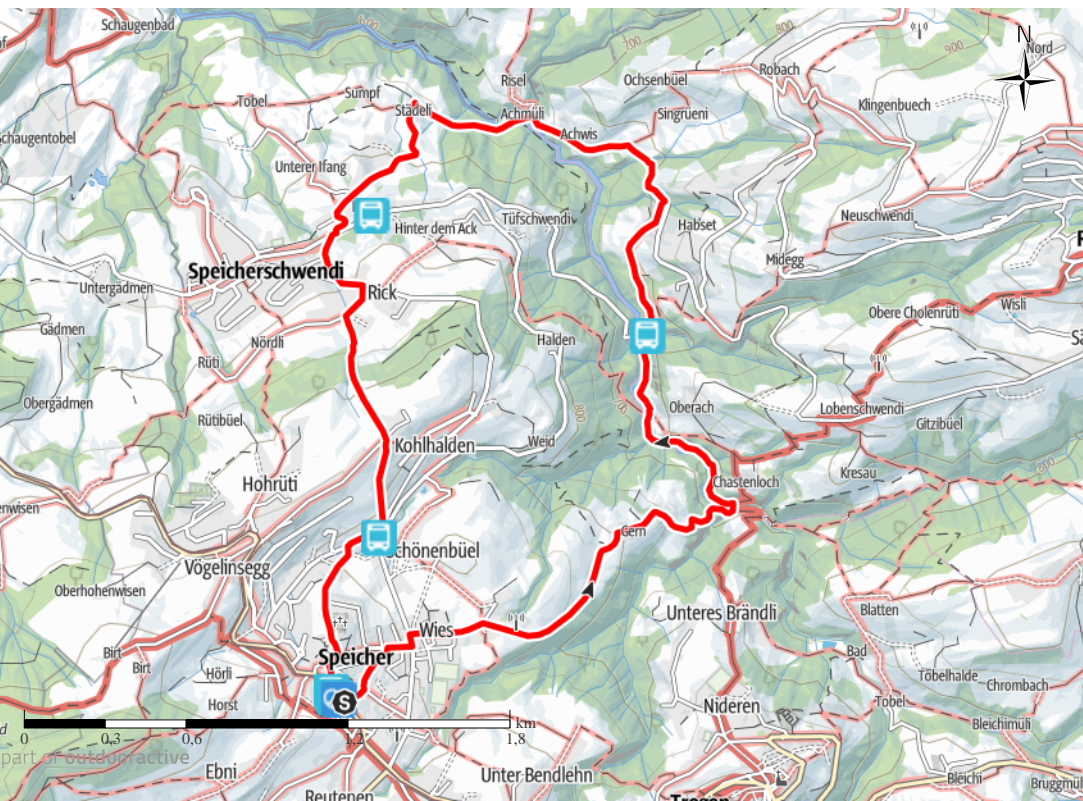 Schaugenbad
600
800
900
N
Nord
700
Risel
Ochsenbüel
Robach
Sumpf
Tobel
Städeli
Achmüli
Singrüeni
Klingenbuech
Schaugentobel
Achwis
Unterer Ifang
Tüfschwendi
Hinter dem Ack
Habset
Neuschwendi
Midegg
Speicherschwendi
Untergädmen
Rick
Wisli
Obere Cholenrüti
Gädmen
Nördli
Halden
Rüti
Obergädmen
Rütibüel
800
Oberach
Lobenschwendi
Gitzibüel
Kohlhalden
Weid
800
Kresau
Hohrüti
Chastenloch
Gern
Schönenbüel
Vögelinsegg
Oberhohenwisen
Unteres Brändli
Blatten
Wies
Birt
Birt
Speicher
Bad
Hörli
Töbelhalde
Chrombach
S
Horst
Nideren
Tobel
Bleichimüli
km
0
0,3
0,6
1,2
1,8
part of outdooractive
Ebni
Unter Bendlehn
Bleichi
Reutenen
Trogen